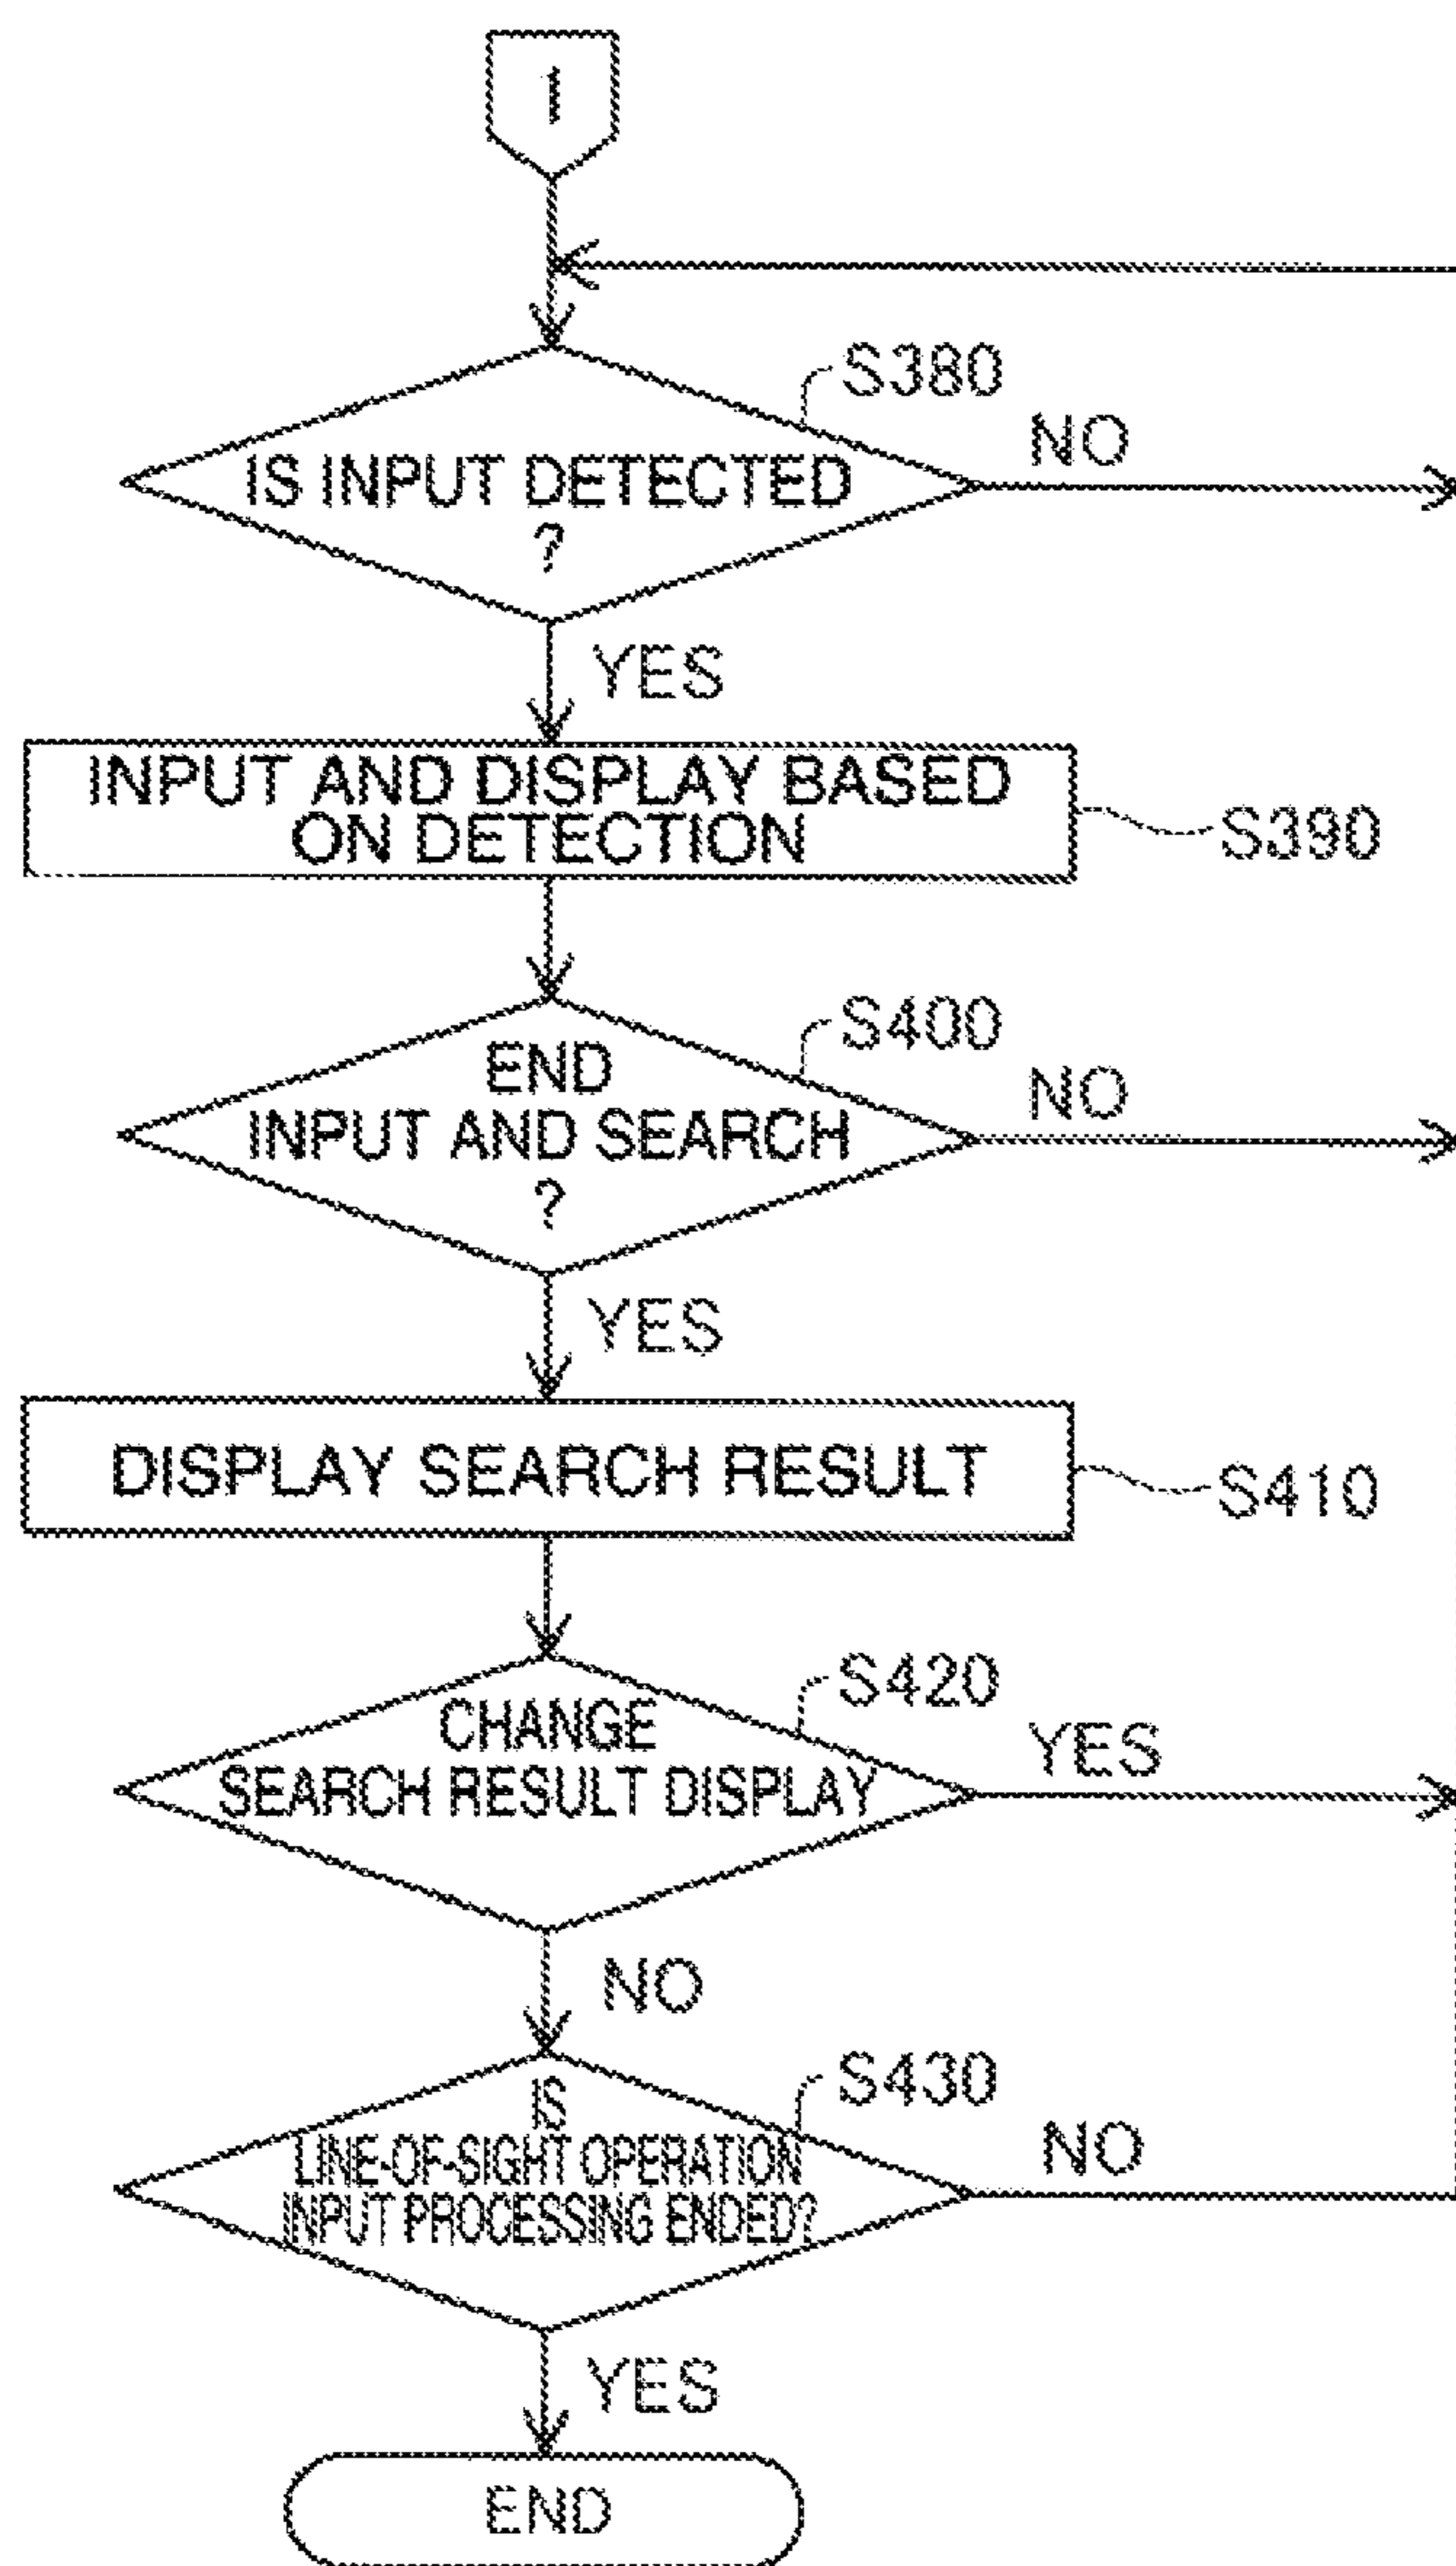 1
S380
IS INPUT DETECTED
?
NO
YES
INPUT AND DISPLAY BASED
ON DETECTION
S390
S400
END
INPUT AND SEARCH
?
NO
YES
DISPLAY SEARCH RESULT
S410
S420
CHANGE
SEARCH RESULT DISPLAY
YES
NO
S430
IS
LINE-OF-SIGHT OPERATION
INPUT PROCESSING ENDED?
NO
YES
END